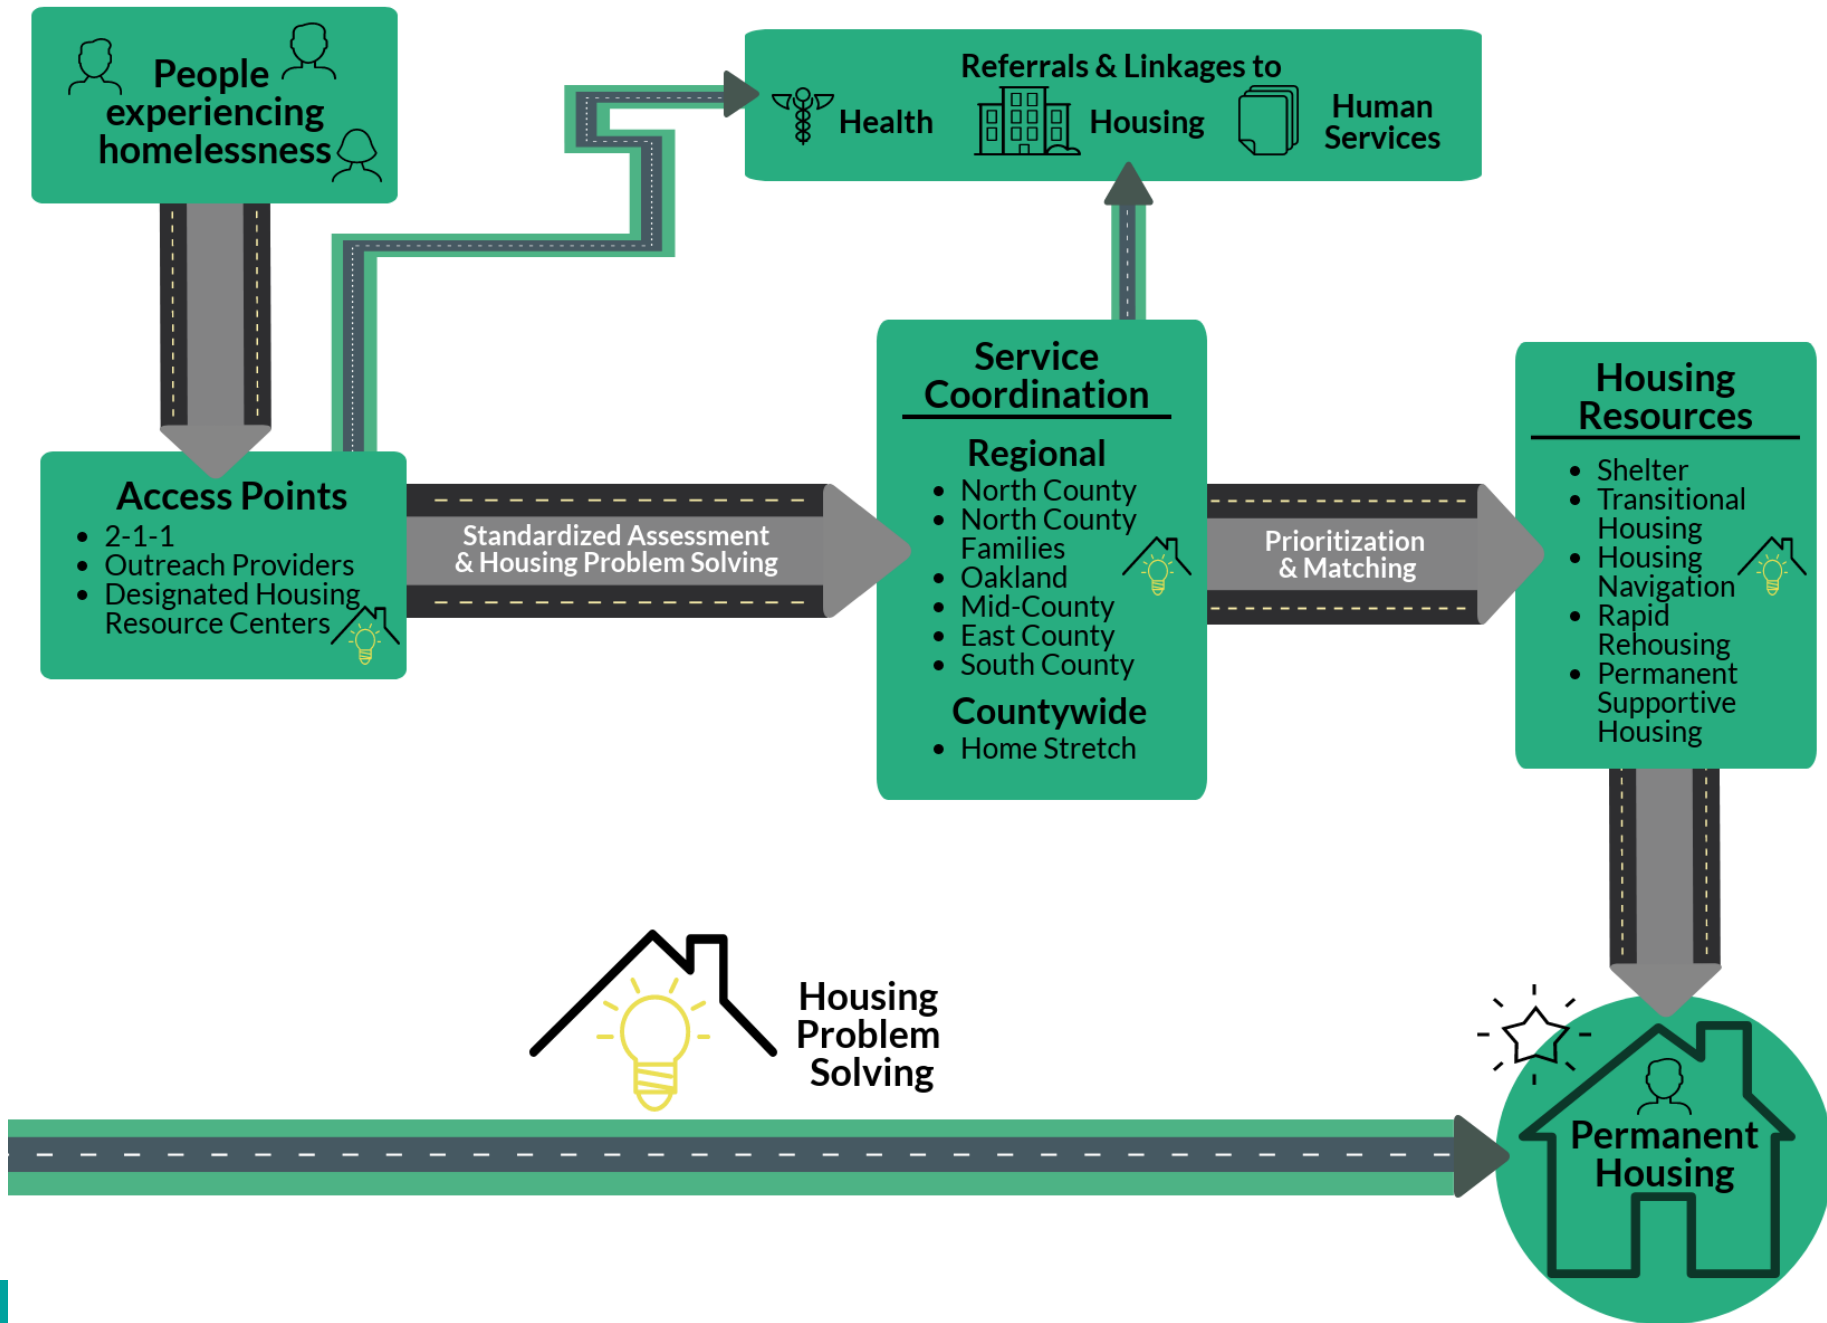 People
experiencing
homelessness
Referrals & Linkages to
Health
Housing
Human
Services
Access Points
• 2-1-1
• Outreach Providers
• Designated Housing
Resource Centers
Standardized Assessment
& Housing Problem Solving
Service
Coordination
Regional
• North County
• North County
Families
• Oakland
• Mid-County
• East County
• South County
Countywide
• Home Stretch
Prioritization
& Matching
Housing
Resources
• Shelter
• Transitional
Housing
• Housing
Navigation
• Rapid
Rehousing
• Permanent
Supportive
Housing
Housing
Problem
Solving
Permanent
Housing